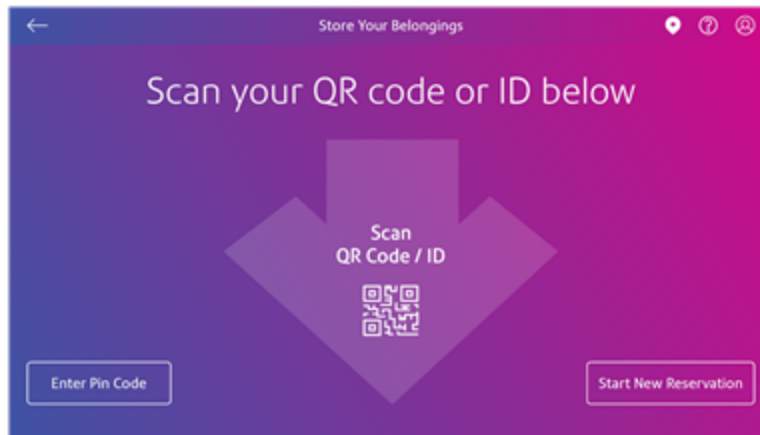 Store Your Belongings
Scan your QR code or ID below
Scan
QR Code / ID
Enter Pin Code
Start New Reservation